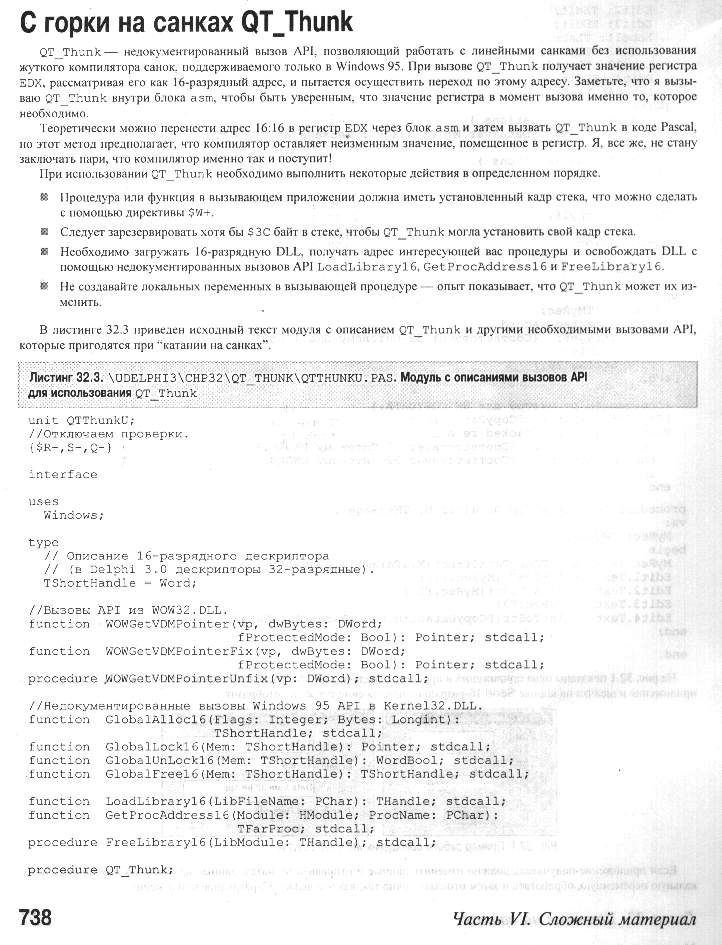 С горки на санках QT_Thunk
QT_Thunk — недокументированный вызов API, позволяющий работать с линейными санками без использования
жуткого компилятора санок, поддерживаемого только в Windows 95. При вызове QT_Thunk получает значение регистра
EDX, рассматривая его как 16-разрядный адрес, и пытается осуществить переход по этому адресу. Заметьте, что я вызы-
ваю QT_Thunk внутри блока asm, чтобы быть уверенным, что значение регистра в момент вызова именно то, которое
необходимо.
Теоретически можно перенести адрес 16:16 в регистр EDX через блок asm и затем вызвать QT_Thunk в коде Pascal,
но этот метод предполагает, что компилятор оставляет неизменным значение, помещенное в регистр. Я, все же, не стану
заключать пари, что компилятор именно так и поступит!
При использовании QT_Thunk необходимо выполнить некоторые действия в определенном порядке.
Процедура или функция в вызывающем приложении должна иметь установленный кадр стека, что можно сделать
с помощью директивы $W+.
Следует зарезервировать хотя бы $3C байт в стеке, чтобы QT_Thunk могла установить свой кадр стека.
Необходимо загружать 16-разрядную DLL, получать адрес интересующей вас процедуры и освобождать DLL с
помощью недокументированных вызовов API LoadLibrary16, GetProcAddress16 и FreeLibrary16.
Не создавайте локальных переменных в вызывающей процедуре — опыт показывает, что QT_Thunk может их из-
менить.
В листинге 32.3 приведен исходный текст модуля с описанием QT_Thunk и другими необходимыми вызовами API,
которые пригодятся при “катании на санках”.
Листинг 32.3. \UDELPHI3\CHP32\QT_THUNK\QTTHUNKU.PAS. Модуль с описаниями вызовов API
для использования QT_Thunk
unit QTThunkU;
//Отключаем проверки.
{$R-,S-,Q-}
interface
uses
Windows;
type
// Описание 16-разрядного дескриптора
// (в Delphi 3.0 дескрипторы 32-разрядные).
TShortHandle = Word;
//Вызовы API из WOW32.DLL.
function WOWGetVDMPointer(vp, dwBytes: DWord;
fProtectedMode: Bool): Pointer; stdcall;
function WOWGetVDMPointerFix(vp, dwBytes: DWord;
fProtectedMode: Bool): Pointer; stdcall;
procedure WOWGetVDMPointerUnfix(vp: DWord); stdcall;
//Недокументированные вызовы Windows 95 API в Kernel32.DLL.
function GlobalAlloc16(Flags: Integer; Bytes: Longint):
TShortHandle; stdcall;
function GlobalLock16(Mem: TShortHandle): Pointer; stdcall;
function GlobalUnLock16(Mem: TShortHandle): WordBool; stdcall;
function GlobalFree16(Mem: TShortHandle): TShortHandle; stdcall;
function LoadLibrary16(LibFileName: PChar): THandle; stdcall;
function GetProcAddress16(Module: HModule; ProcName: PChar):
TFarProc; stdcall;
procedure FreeLibrary16(LibModule: THandle); stdcall;
procedure QT_Thunk;
738
Часть VI. Сложный материал